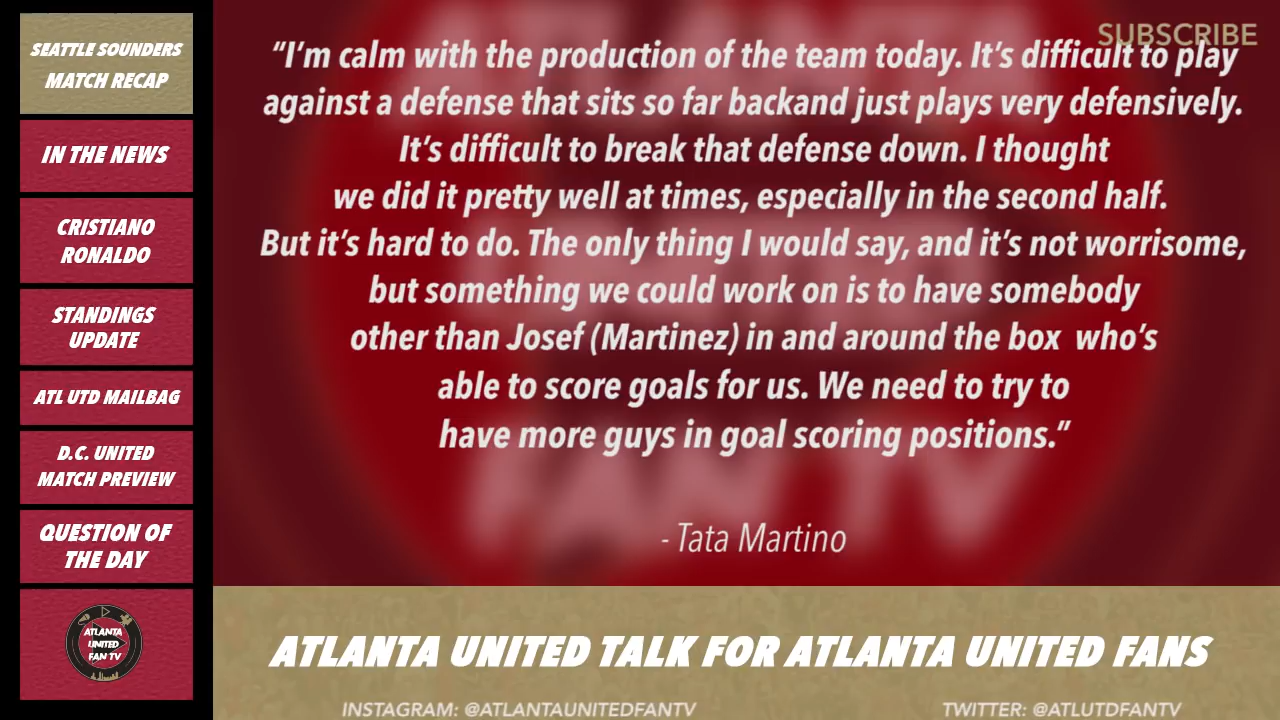 SEATTLE SOUNDERS
MATCH RECAP
IN THE NEWS
CRISTIANO
RONALDO
STANDINGS
UPDATE
ATL UTD MAILBAG
D.C. UNITED
MATCH PREVIEW
QUESTION OF
THE DAY
ATLANTA
UNITED
FAN TV
SUBSCRIBE
“I’m calm with the production of the team today. It’s difficult to play
against a defense that sits so far backand just plays very defensively.
It’s difficult to break that defense down. I thought
we did it pretty well at times, especially in the second half.
But it’s hard to do. The only thing I would say, and it’s not worrisome,
but something we could work on is to have somebody
other than Josef (Martinez) in and around the box who’s
able to score goals for us. We need to try to
have more guys in goal scoring positions.”
- Tata Martino
ATLANTA UNITED TALK FOR ATLANTA UNITED FANS
INSTAGRAM: @ATLANTAUNITEDFANTV
TWITTER: @ATLUTDFANTV